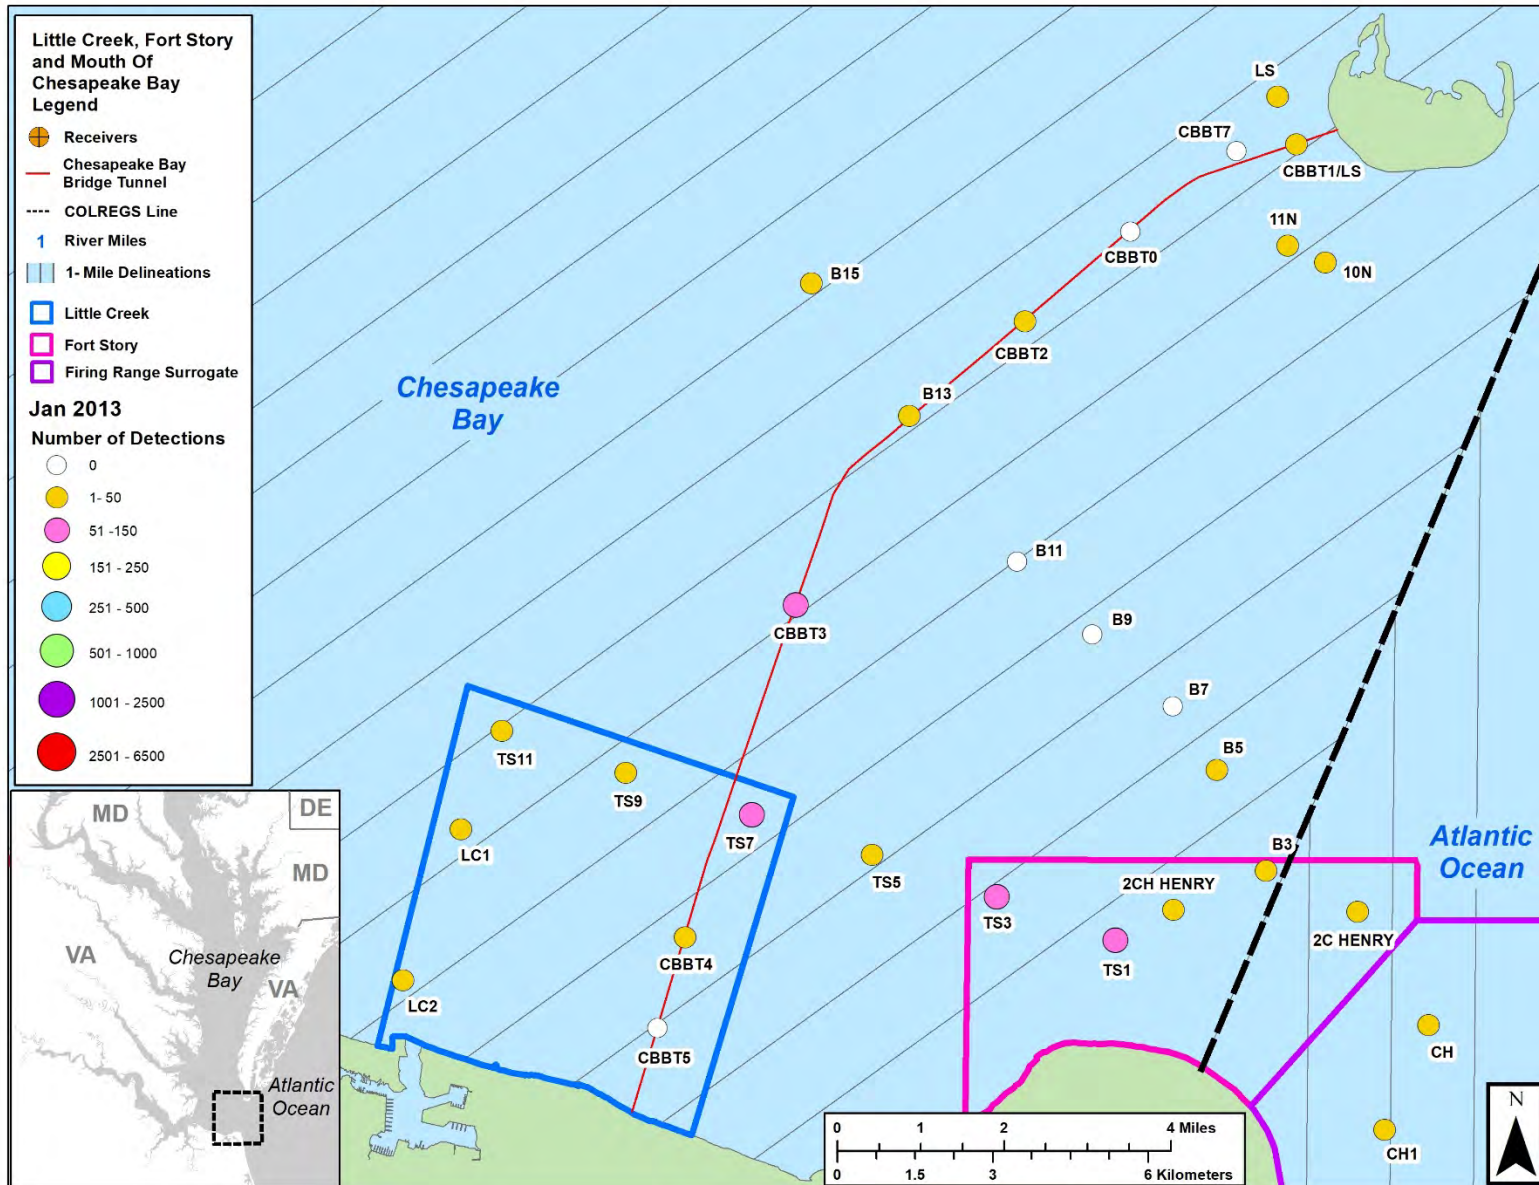 Little Creek, Fort Story
and Mouth Of
Chesapeake Bay
Legend
Receivers
Chesapeake Bay
Bridge Tunnel
COLREGS Line
1 River Miles
1- Mile Delineations
Little Creek
Fort Story
Firing Range Surrogate
Jan 2013
Number of Detections
0
1- 50
51 -150
151 - 250
251 - 500
501 - 1000
1001 - 2500
2501 - 6500
MD
DE
MD
VA
Chesapeake
Bay
VA
Atlantic
Ocean
LS
CBBT7
CBBT1/LS
11N
10N
CBBT0
B15
CBBT2
Chesapeake
Bay
B13
B11
CBBT3
B9
B7
B5
TS11
TS9
TS7
LC1
TS5
B3
Atlantic
Ocean
2CH HENRY
TS3
2C HENRY
TS1
CBBT4
LC2
CBBT5
CH
CH1
0 1 2 4 Miles
0 1.5 3 6 Kilometers
N